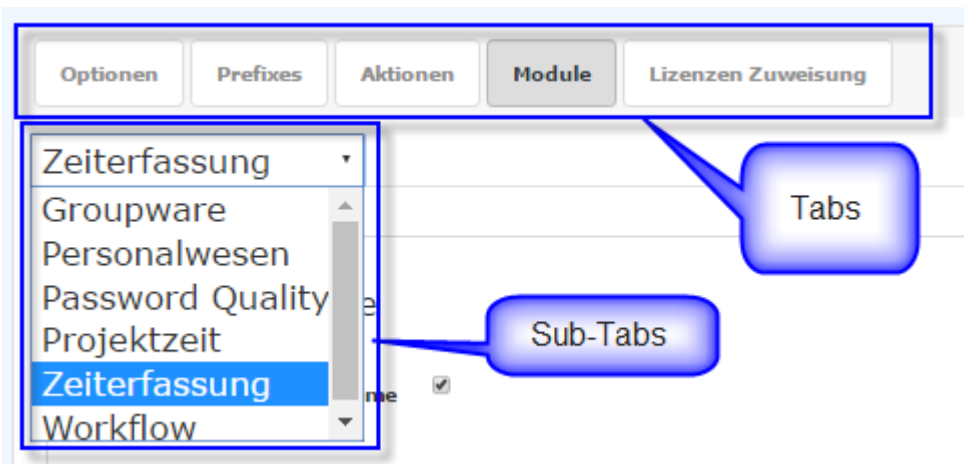 Optionen Prefixes Aktionen Module Lizenzen Zuweisung
Zeiterfassung
Tabs
Groupware
Personalwesen
Password Quality
Projektzeit
Sub-Tabs
Zeiterfassung
Workflow